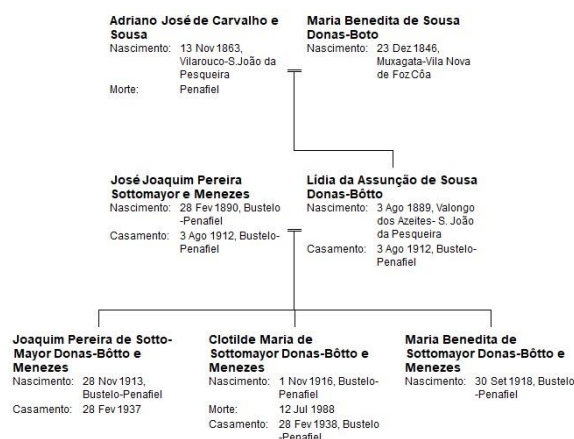 Adriano José de Carvalho e
Sousa
Nascimento: 13 Nov 1863,
Vilarouco-S.João da
Pesqueira
Morte: Penafiel
Maria Benedita de Sousa
Donas-Boto
Nascimento: 23 Dez 1846,
Muxagata-Vila Nova
de Foz Côa
José Joaquim Pereira
Sottomayor e Menezes
Nascimento: 28 Fev 1890, Bustelo
-Penafiel
Casamento: 3 Ago 1912, Bustelo-
Penafiel
Lídia da Assunção de Sousa
Donas-Bôtto
Nascimento: 3 Ago 1889, Valongo
dos Azeites- S. João
da Pesqueira
Casamento: 3 Ago 1912, Bustelo-
Penafiel
Joaquim Pereira de Sotto-
Mayor Donas-Bôtto e
Menezes
Nascimento: 28 Nov 1913,
Bustelo-Penafiel
Casamento: 28 Fev 1937
Clotilde Maria de
Sottomayor Donas-Bôtto e
Menezes
Nascimento: 1 Nov 1916, Bustelo-
Penafiel
Morte: 12 Jul 1988
Casamento: 28 Fev 1938, Bustelo
-Penafiel
Maria Benedita de
Sottomayor Donas-Bôtto e
Menezes
Nascimento: 30 Set 1918, Bustelo
-Penafiel